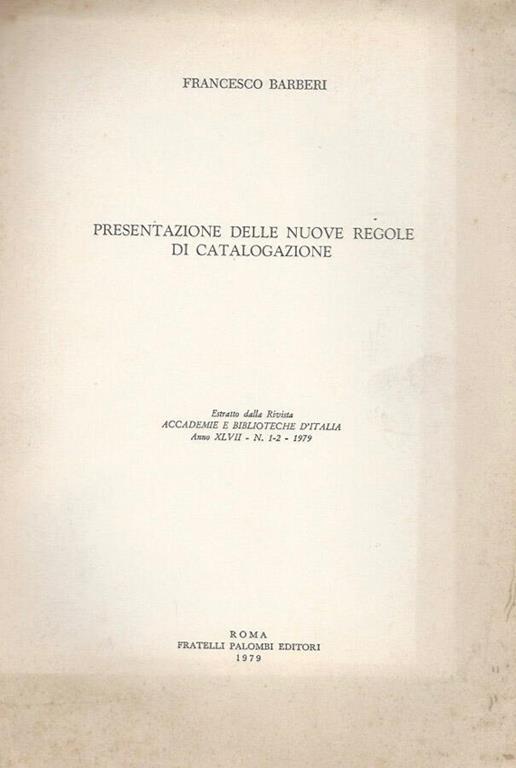 FRANCESCO BARBERI
PRESENTAZIONE DELLE NUOVE REGOLE
DI CATALOGAZIONE
Estratto dalla Rivista
ACCADEMIE E BIBLIOTECHE D'ITALIA
Anno XLVII - N. 1-2 - 1979
ROMA
FRATELLI PALOMBI EDITORI
1979